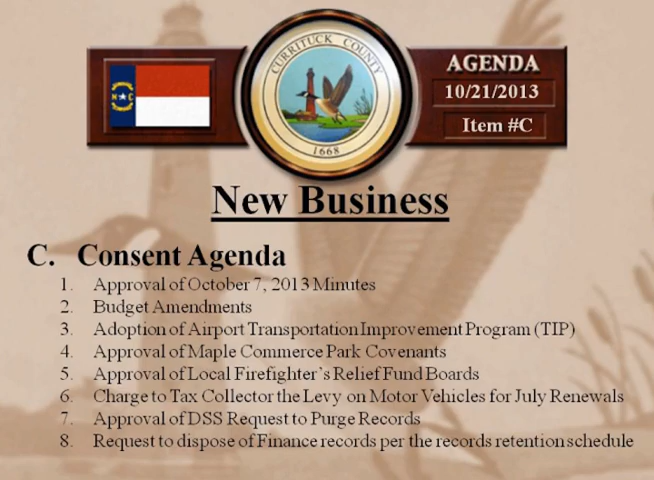 CURRITUCK COUNTY
1668
N C
AGENDA
10/21/2013
Item #C
New Business
C. Consent Agenda
1. Approval of October 7, 2013 Minutes
2. Budget Amendments
3. Adoption of Airport Transportation Improvement Program (TIP)
4. Approval of Maple Commerce Park Covenants
5. Approval of Local Firefighter's Relief Fund Boards
6. Charge to Tax Collector the Levy on Motor Vehicles for July Renewals
7. Approval of DSS Request to Purge Records
8. Request to dispose of Finance records per the records retention schedule